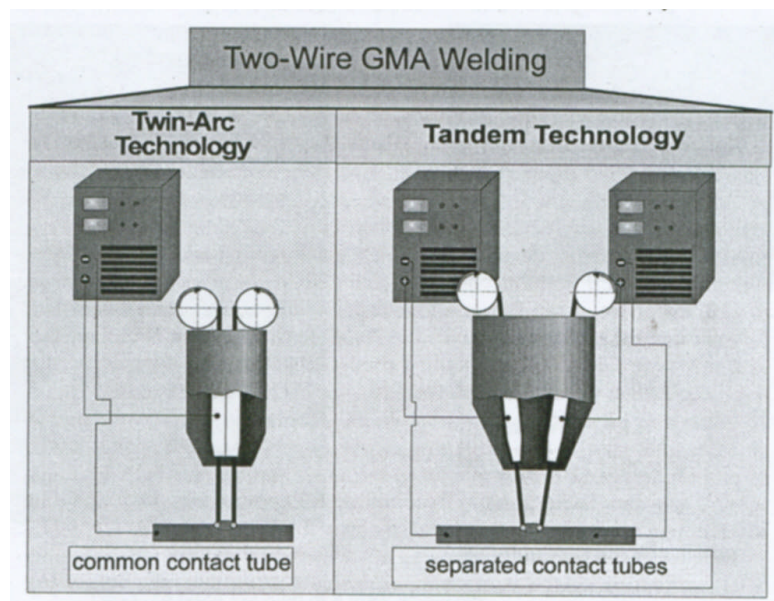 Two-Wire GMA Welding
Twin-Arc
Technology
Tandem Technology
common contact tube
separated contact tubes